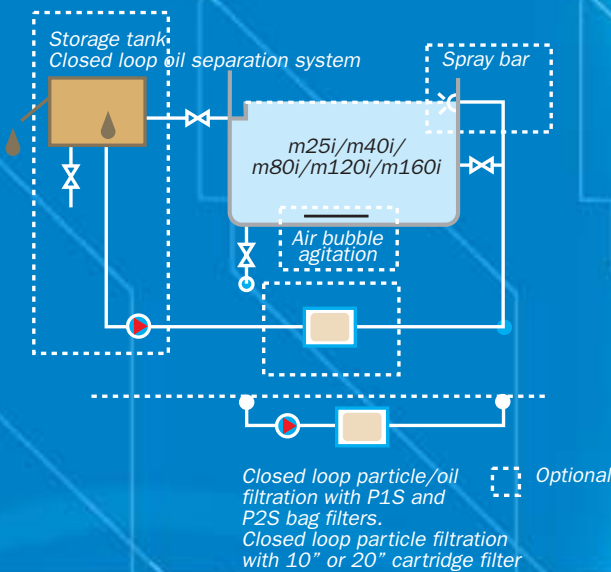 Storage tank
Closed loop oil separation system
Spray bar
m25i/m40i/
m80i/m120i/m160i
Air bubble
agitation
Closed loop particle/oil
filtration with P1S and
P2S bag filters.
Closed loop particle filtration
with 10” or 20” cartridge filter
Optional